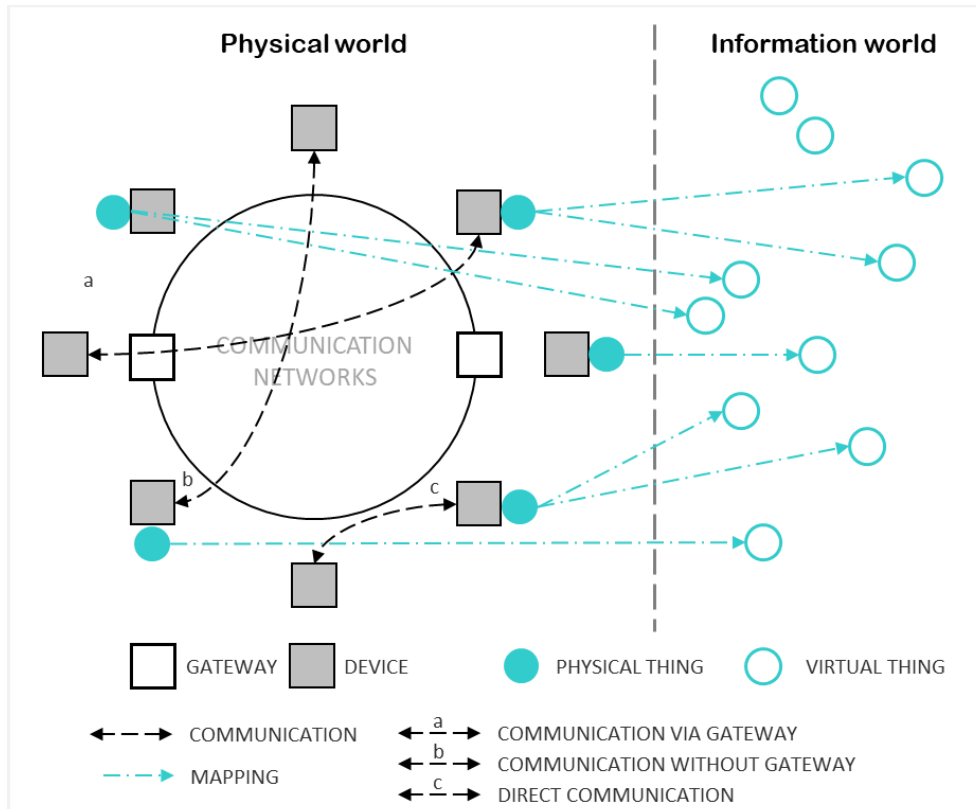 Physical world
Information world
a
COMMUNICATION
NETWORKS
b
c
GATEWAY
DEVICE
PHYSICAL THING
VIRTUAL THING
COMMUNICATION
a
COMMUNICATION VIA GATEWAY
b
COMMUNICATION WITHOUT GATEWAY
MAPPING
c
DIRECT COMMUNICATION